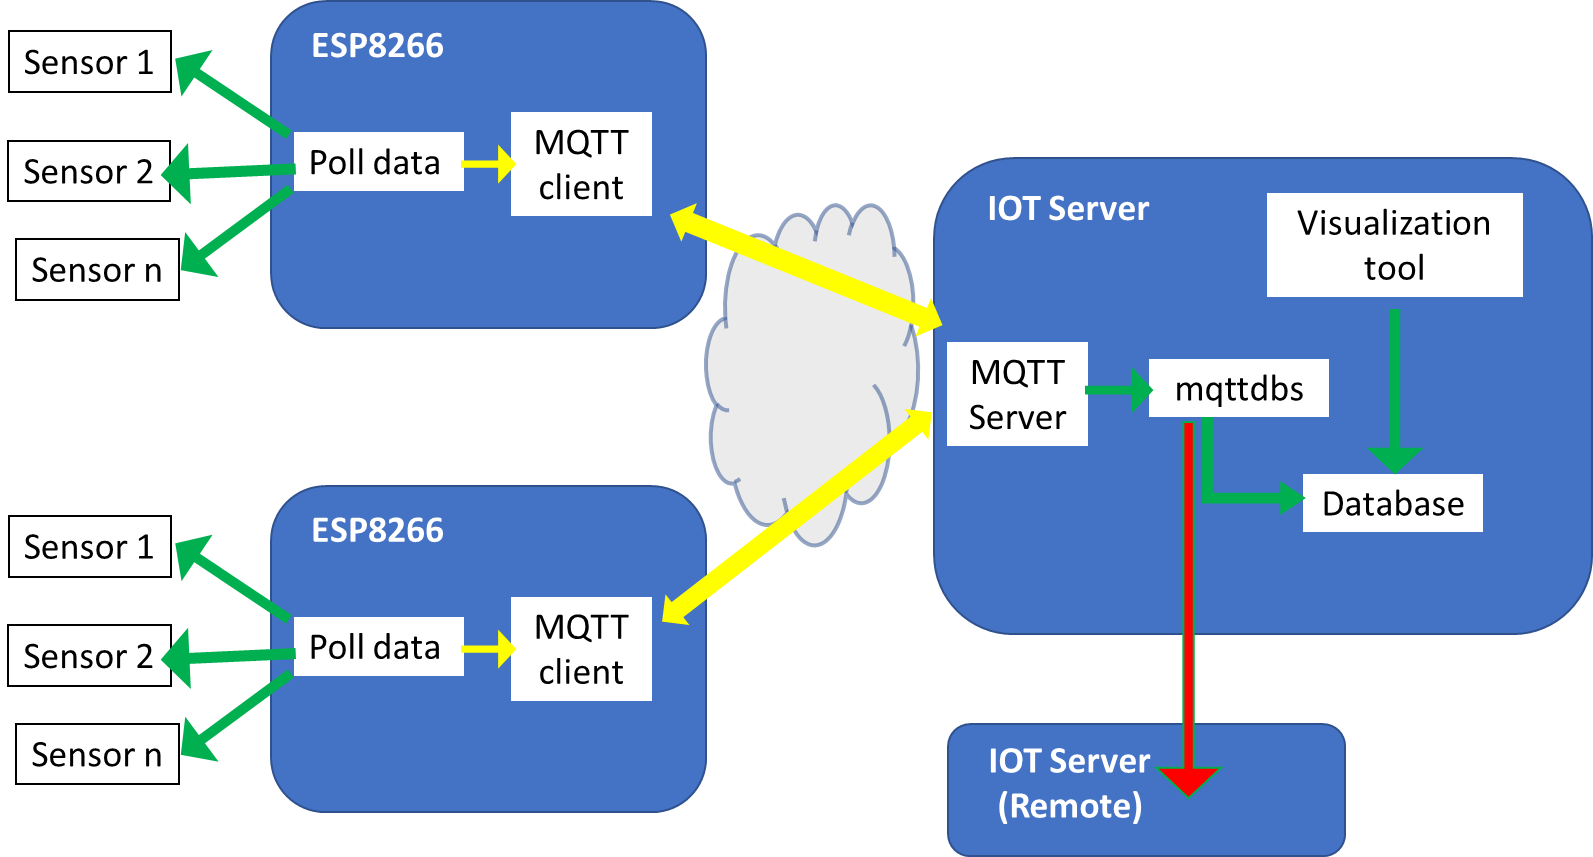 Sensor 1
Sensor 2
Sensor n
ESP8266
Poll data
MQTT
client
Sensor 1
Sensor 2
Sensor n
ESP8266
Poll data
MQTT
client
IOT Server
Visualization
tool
MQTT
Server
mqttdbs
Database
IOT Server
(Remote)